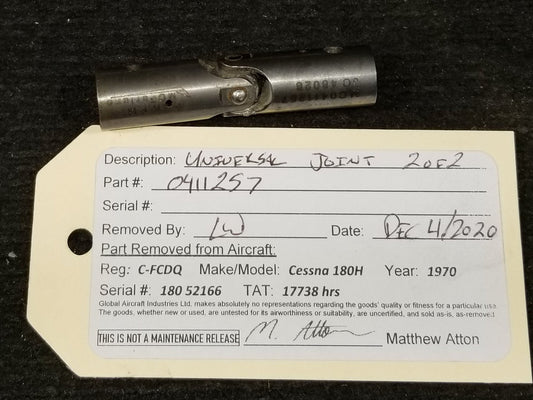 Description: UNIVERSAL JOINT 2 OF 2
Part #: 0411257
Serial #:
Removed By: LW Date: DEC 4/2020
Part Removed from Aircraft:
Reg: C-FCDQ Make/Model: Cessna 180H Year: 1970
Serial #: 180 52166 TAT: 17738 hrs
Global Aircraft Industries Ltd. makes absolutely no representations regarding the goods' quality or fitness for a particular use.
The goods, whether new or used, are untested for its airworthiness or suitability, are uncertified, and sold as-is, as-removed
THIS IS NOT A MAINTENANCE RELEASE M. Atton Matthew Atton